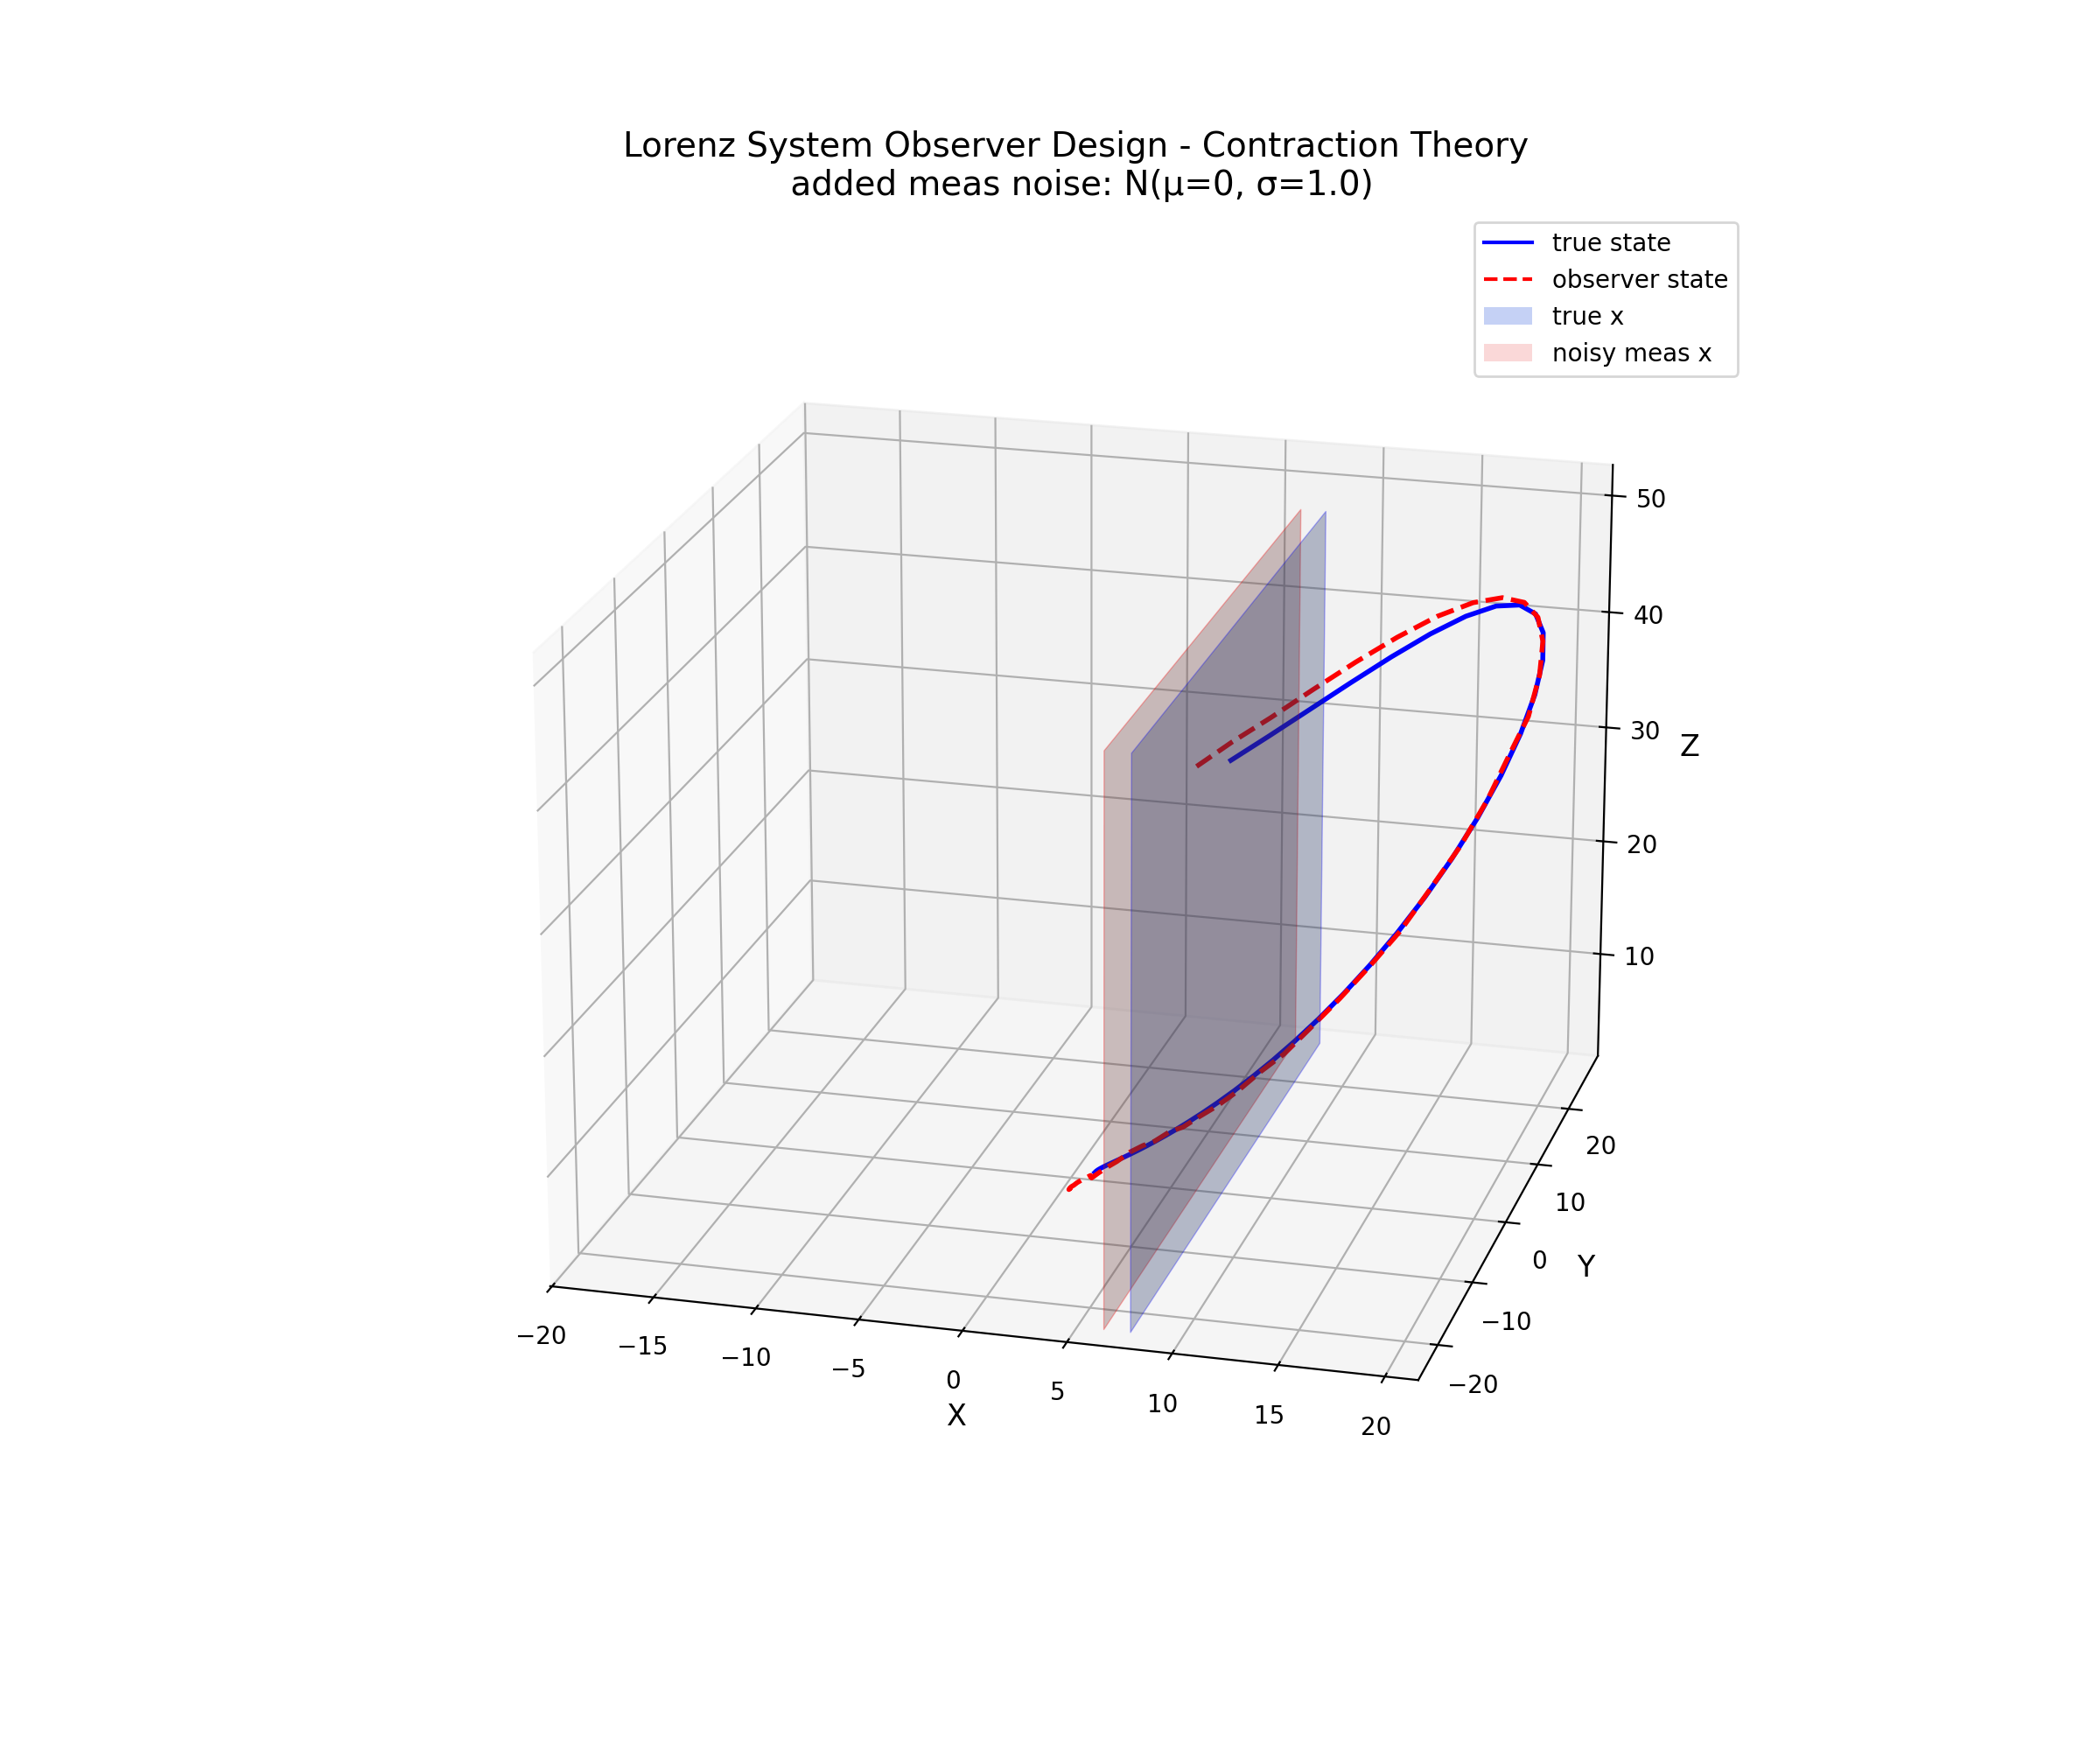 Lorenz System Observer Design - Contraction Theory
added meas noise: N(μ=0, σ=1.0)
true state
observer state
true x
noisy meas x
50
40
30
Z
20
10
20
10
0
Y
−10
−20
−20
−15
−10
−5
0
5
10
15
20
X